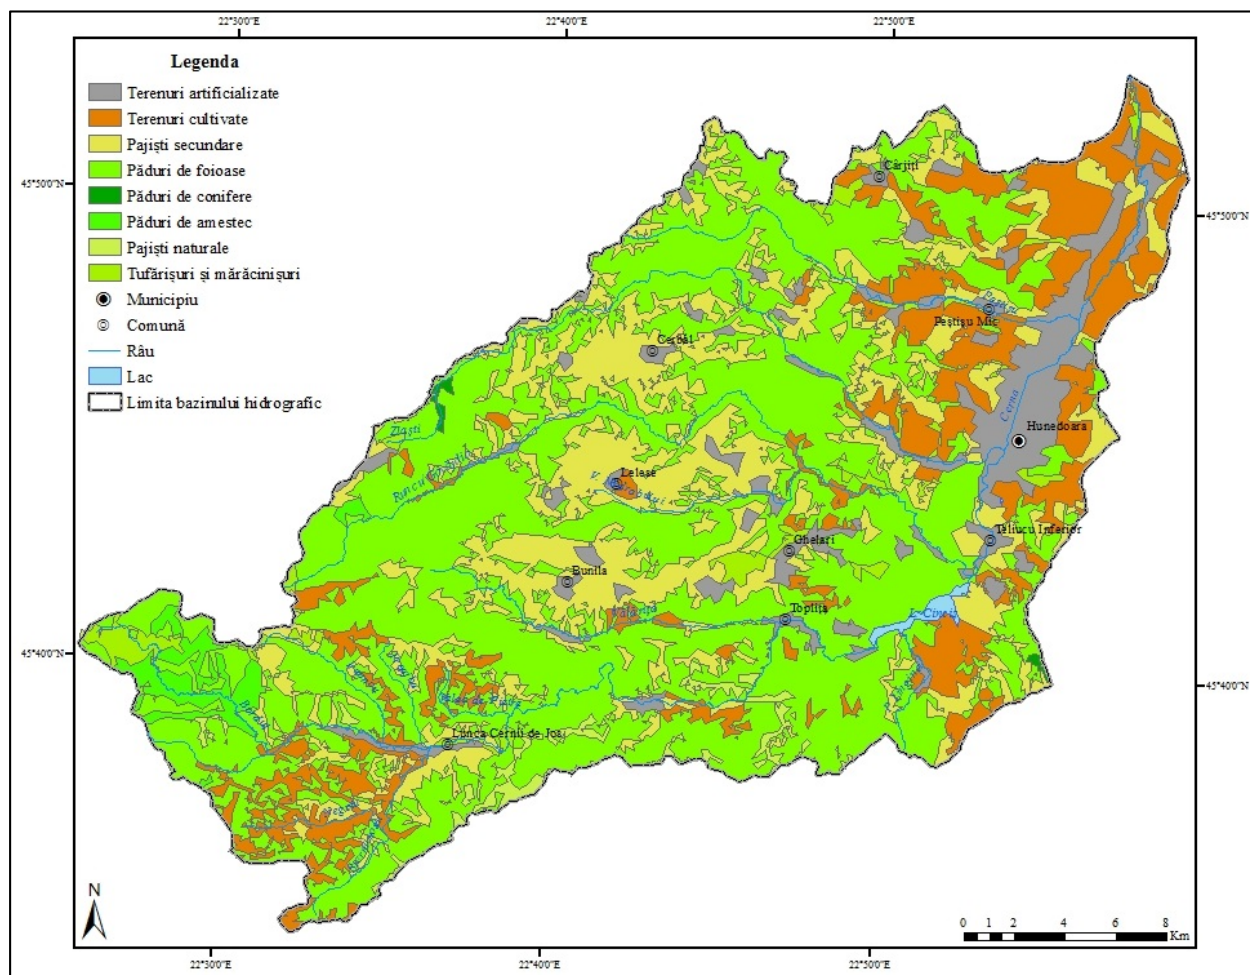 22°30'0"E 22°40'0"E 22°50'0"E
Legenda
Terenuri artificializate
Terenuri cultivate
Pajiști secundare
Păduri de foioase
Păduri de conifere
Păduri de amestec
Pajiști naturale
Tufărișuri și mărăcinișuri
Municipiu
Comună
Râu
Lac
Limita bazinului hidrografic
45°50'0"N
45°50'0"N
Cârjiți
Peștișu Mic
Cerbăl
Cerna
Hunedoara
Zlaști
Lelese
Teliucu Inferior
Ghelari
Bunila
Toplița
L. Cinciș
45°40'0"N
45°40'0"N
Lunca Cernii de Jos
N
0 1 2 4 6 8
Km
22°30'0"E 22°40'0"E 22°50'0"E